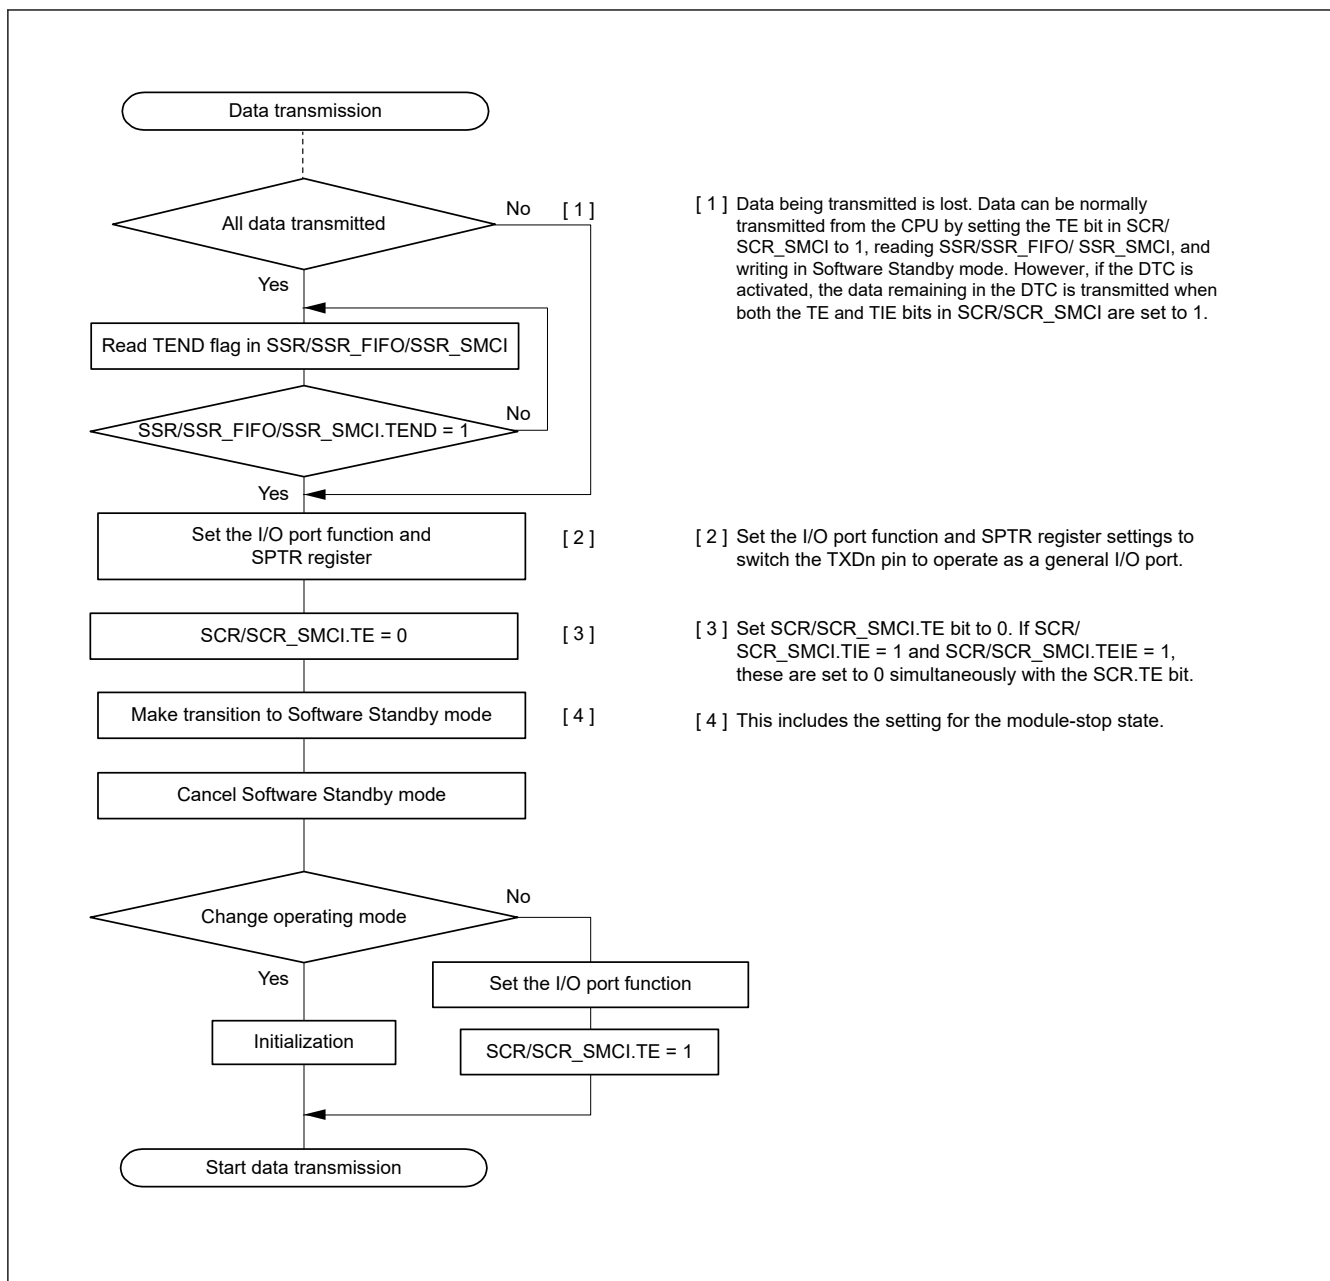 Data transmission
All data transmitted
No
[ 1 ]
[ 1 ] Data being transmitted is lost. Data can be normally
transmitted from the CPU by setting the TE bit in SCR/
SCR_SMCI to 1, reading SSR/SSR_FIFO/ SSR_SMCI, and
writing in Software Standby mode. However, if the DTC is
activated, the data remaining in the DTC is transmitted when
both the TE and TIE bits in SCR/SCR_SMCI are set to 1.
Yes
Read TEND flag in SSR/SSR_FIFO/SSR_SMCI
No
SSR/SSR_FIFO/SSR_SMCI.TEND = 1
Yes
Set the I/O port function and
SPTR register
[ 2 ]
[ 2 ] Set the I/O port function and SPTR register settings to
switch the TXDn pin to operate as a general I/O port.
SCR/SCR_SMCI.TE = 0
[ 3 ]
[ 3 ] Set SCR/SCR_SMCI.TE bit to 0. If SCR/
SCR_SMCI.TIE = 1 and SCR/SCR_SMCI.TEIE = 1,
these are set to 0 simultaneously with the SCR.TE bit.
Make transition to Software Standby mode
[ 4 ]
[ 4 ] This includes the setting for the module-stop state.
Cancel Software Standby mode
Change operating mode
No
Yes
Set the I/O port function
Initialization
SCR/SCR_SMCI.TE = 1
Start data transmission